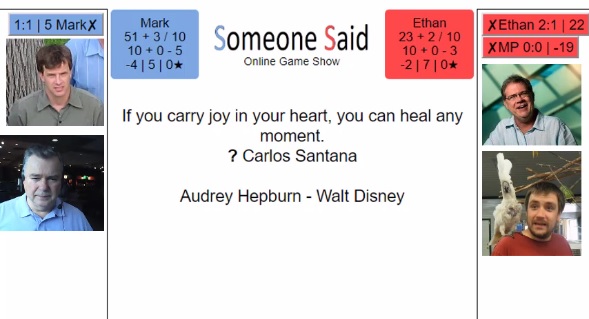 1:1 | 5 Mark✗
Mark
51 + 3 / 10
10 + 0 - 5
-4 | 5 | 0★
Someone Said
Online Game Show
Ethan
23 + 2 / 10
10 + 0 - 3
-2 | 7 | 0★
✗Ethan 2:1 | 22
✗MP 0:0 | -19
If you carry joy in your heart, you can heal any
moment.
? Carlos Santana
Audrey Hepburn - Walt Disney